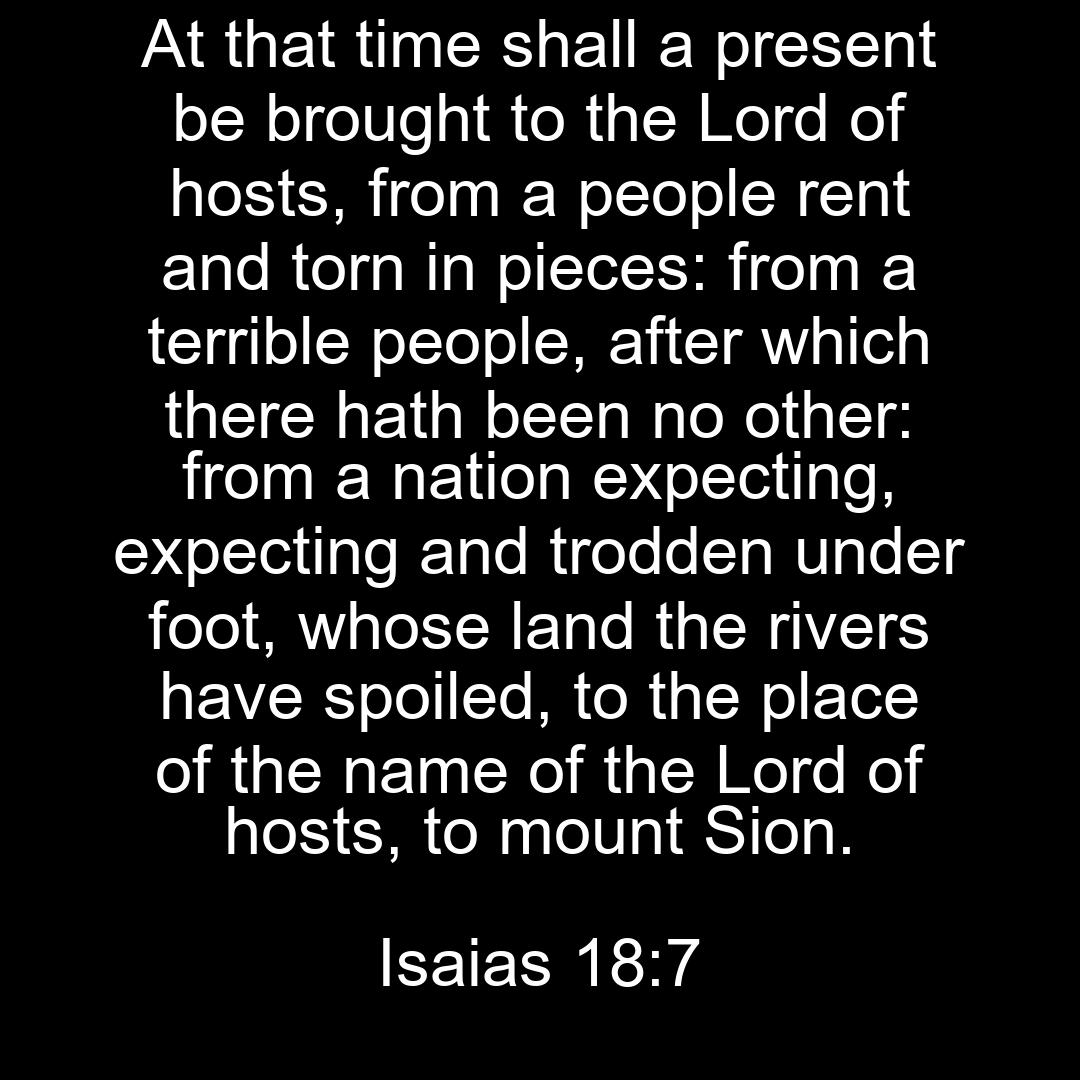 At that time shall a present
be brought to the Lord of
hosts, from a people rent
and torn in pieces: from a
terrible people, after which
there hath been no other:
from a nation expecting,
expecting and trodden under
foot, whose land the rivers
have spoiled, to the place
of the name of the Lord of
hosts, to mount Sion.
Isaias 18:7